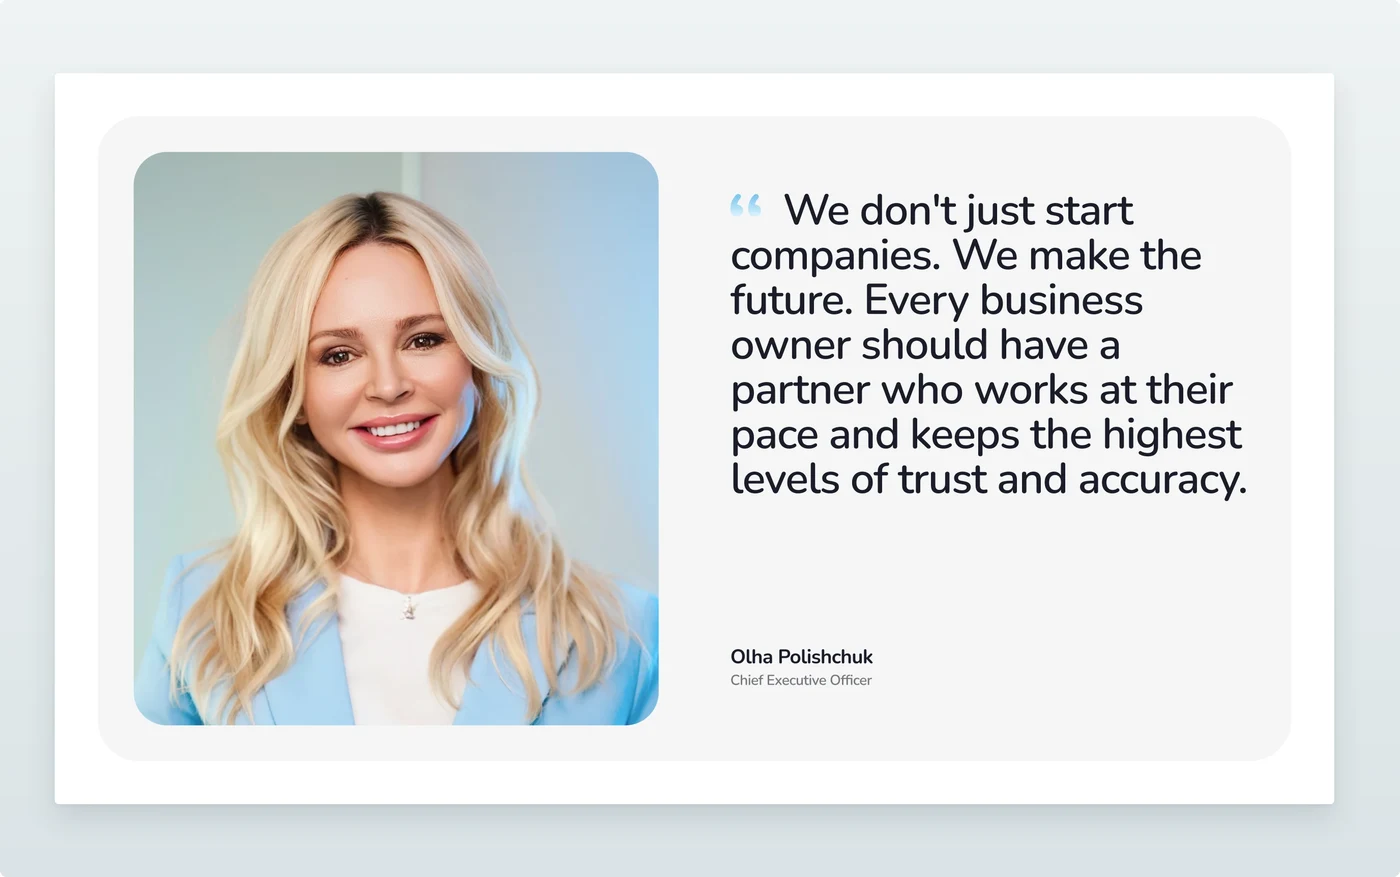 “ We don't just start
companies. We make the
future. Every business
owner should have a
partner who works at their
pace and keeps the highest
levels of trust and accuracy.
Olha Polishchuk
Chief Executive Officer